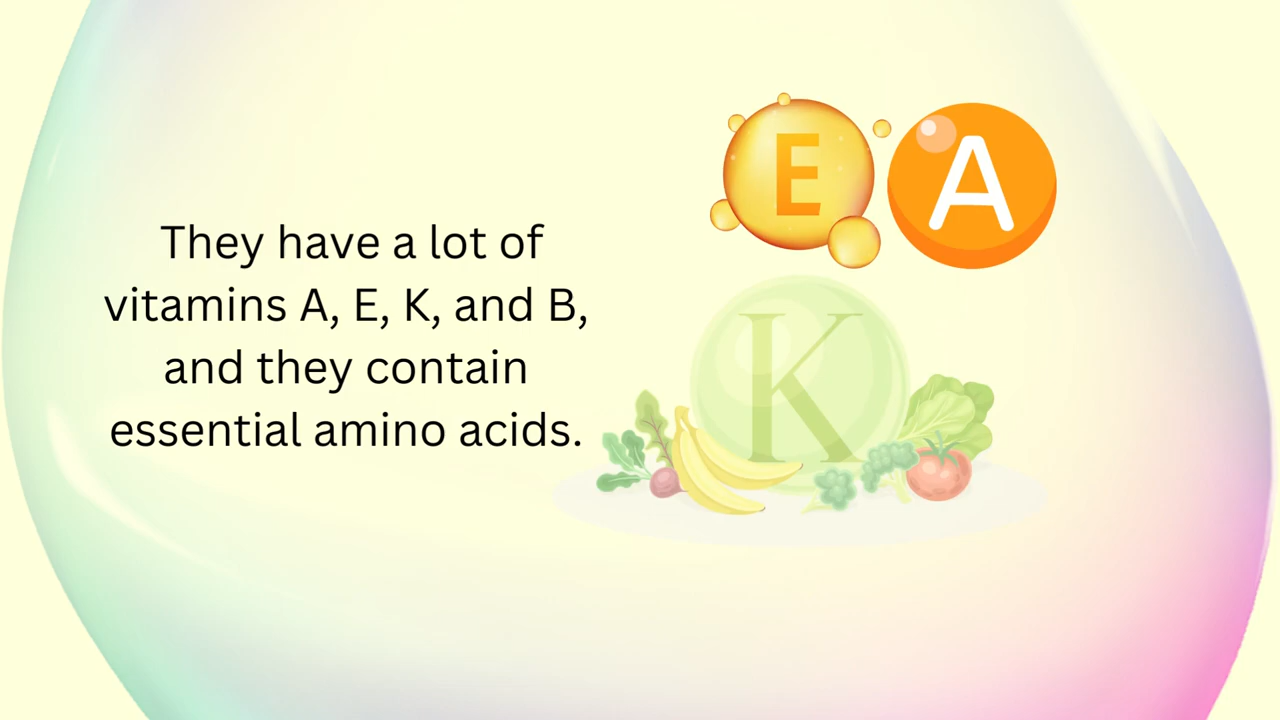 They have a lot of
vitamins A, E, K, and B,
and they contain
essential amino acids.
E
A
K